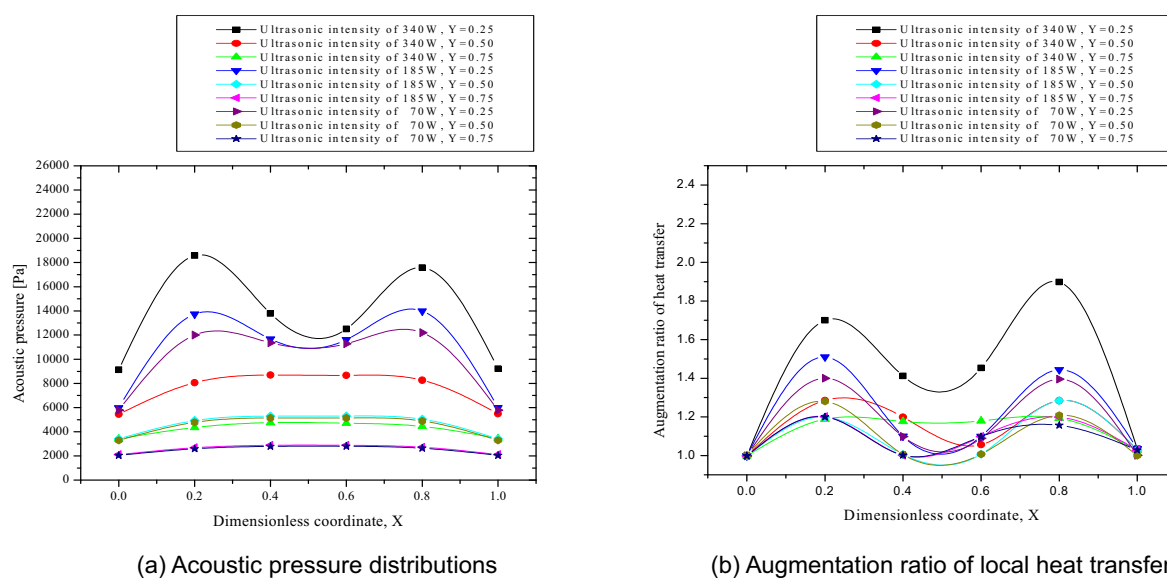 Ultrasonic intensity of 340W, Y=0.25
Ultrasonic intensity of 340W, Y=0.50
Ultrasonic intensity of 340W, Y=0.75
Ultrasonic intensity of 185W, Y=0.25
Ultrasonic intensity of 185W, Y=0.50
Ultrasonic intensity of 185W, Y=0.75
Ultrasonic intensity of 70W, Y=0.25
Ultrasonic intensity of 70W, Y=0.50
Ultrasonic intensity of 70W, Y=0.75
26000
24000
22000
20000
18000
16000
14000
12000
10000
8000
6000
4000
2000
0
Acoustic pressure [Pa]
0.0 0.2 0.4 0.6 0.8 1.0
Dimensionless coordinate, X
(a) Acoustic pressure distributions
Ultrasonic intensity of 340W, Y=0.25
Ultrasonic intensity of 340W, Y=0.50
Ultrasonic intensity of 340W, Y=0.75
Ultrasonic intensity of 185W, Y=0.25
Ultrasonic intensity of 185W, Y=0.50
Ultrasonic intensity of 185W, Y=0.75
Ultrasonic intensity of 70W, Y=0.25
Ultrasonic intensity of 70W, Y=0.50
Ultrasonic intensity of 70W, Y=0.75
2.4
2.2
2.0
1.8
1.6
1.4
1.2
1.0
Augmentation ratio of heat transfer
0.0 0.2 0.4 0.6 0.8 1.0
Dimensionless coordinate, X
(b) Augmentation ratio of local heat transfer